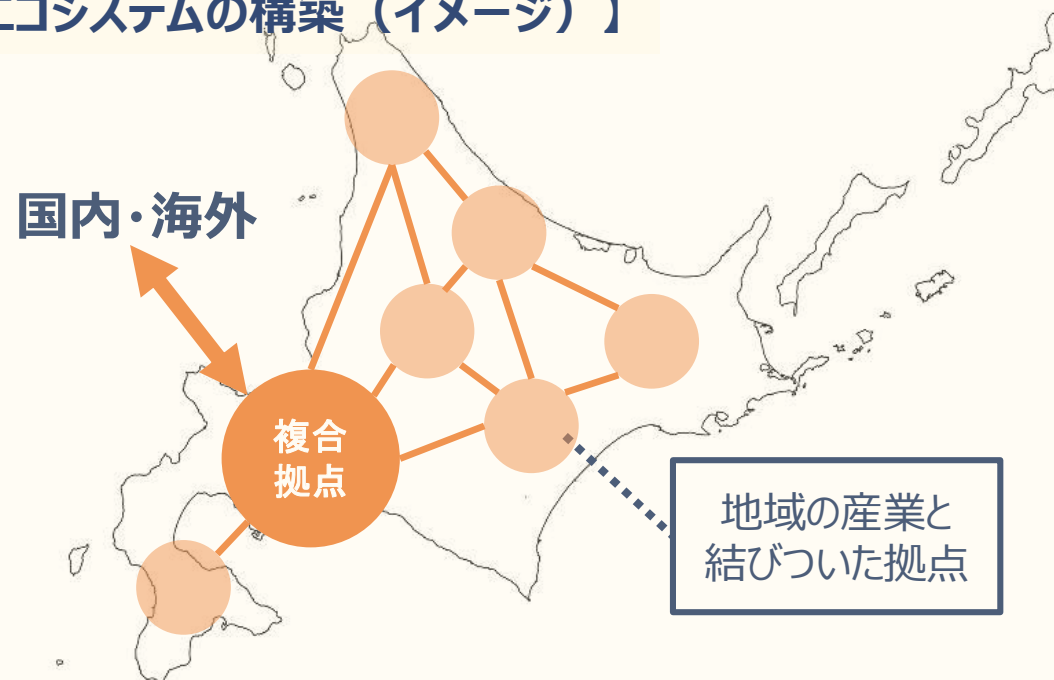 エコシステムの構築（イメージ）】
国内・海外
複合
拠点
地域の産業と
結びついた拠点